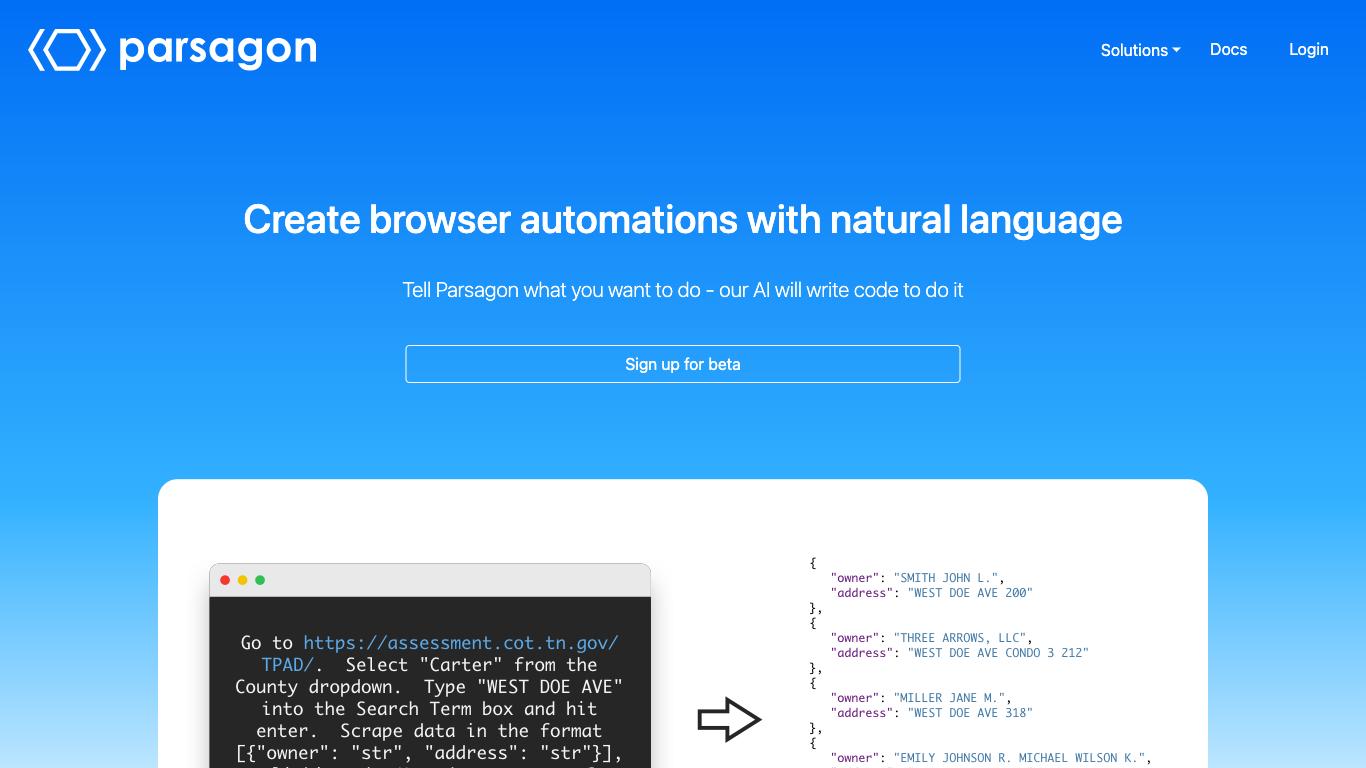 parsagon
Solutions
Docs
Login
Create browser automations with natural language
Tell Parsagon what you want to do - our AI will write code to do it
Sign up for beta
Go to https://assessment.cot.tn.gov/
TPAD/.  Select "Carter" from the
County dropdown.  Type "WEST DOE AVE"
into the Search Term box and hit
enter.  Scrape data in the format
[{"owner": "str", "address": "str"}],
{
"owner": "SMITH JOHN L.",
"address": "WEST DOE AVE 200"
},
{
"owner": "THREE ARROWS, LLC",
"address": "WEST DOE AVE CONDO 3 212"
},
{
"owner": "MILLER JANE M.",
"address": "WEST DOE AVE 318"
},
{
"owner": "EMILY JOHNSON R. MICHAEL WILSON K.",